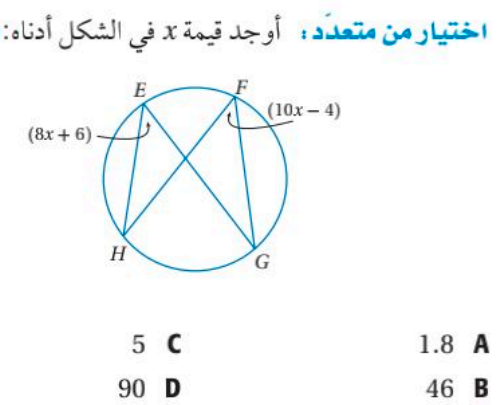 اختيار من متعدّد، أوجد قيمة x في الشكل أدناه:
E
F
(10x − 4)
(8x + 6)
H
G
1.8 A
5 C
46 B
90 D